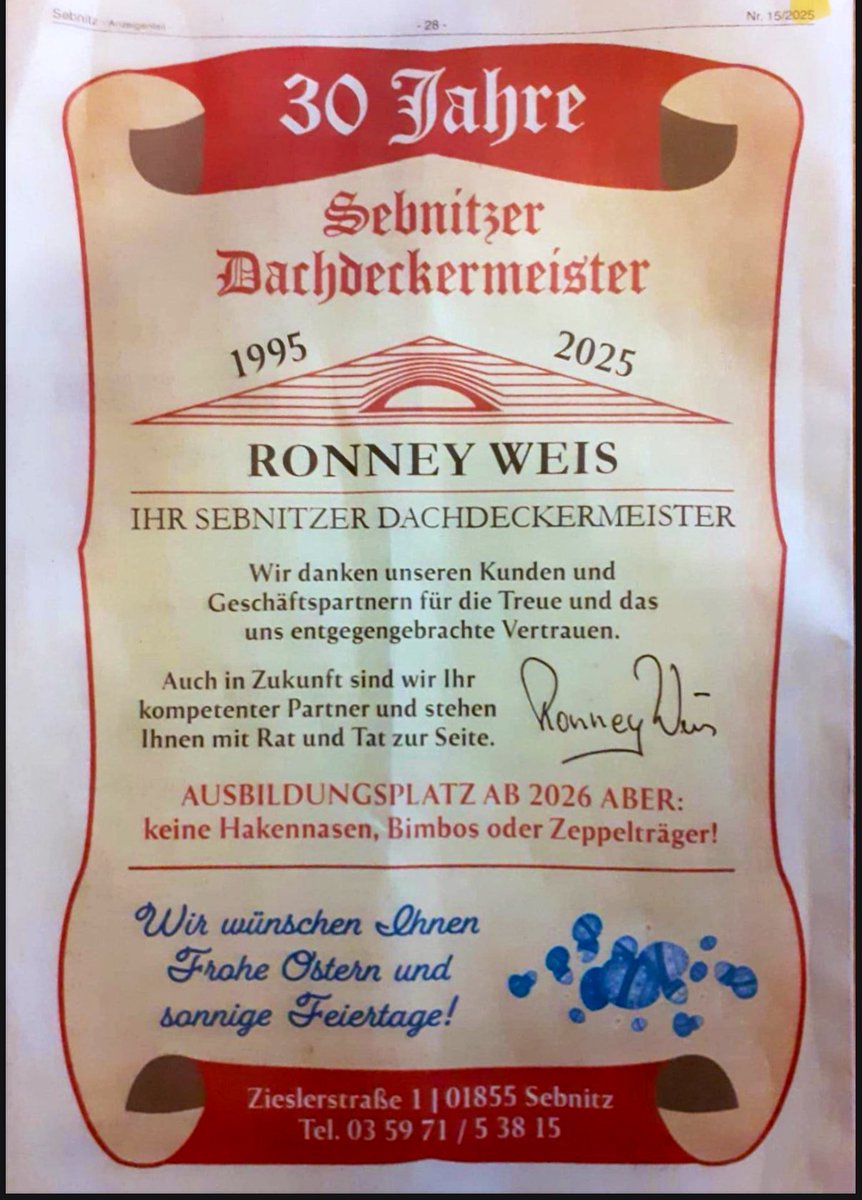 Sebnitz - Anzeigenteil -
- 28 -
Nr. 15/2025
30 Jahre
Sebnitzer
Dachdeckermeister
1995
2025
RONNEY WEIS
IHR SEBNITZER DACHDECKERMEISTER
Wir danken unseren Kunden und
Geschäftspartnern für die Treue und das
uns entgegengebrachte Vertrauen.
Auch in Zukunft sind wir Ihr
kompetenter Partner und stehen
Ihnen mit Rat und Tat zur Seite.
Ronney Weis
AUSBILDUNGSPLATZ AB 2026 ABER:
keine Hakennasen, Bimbos oder Zeppelträger!
Wir wünschen Ihnen
Frohe Ostern und
sonnige Feiertage!
Zieslerstraße 1 | 01855 Sebnitz
Tel. 03 59 71 / 5 38 15